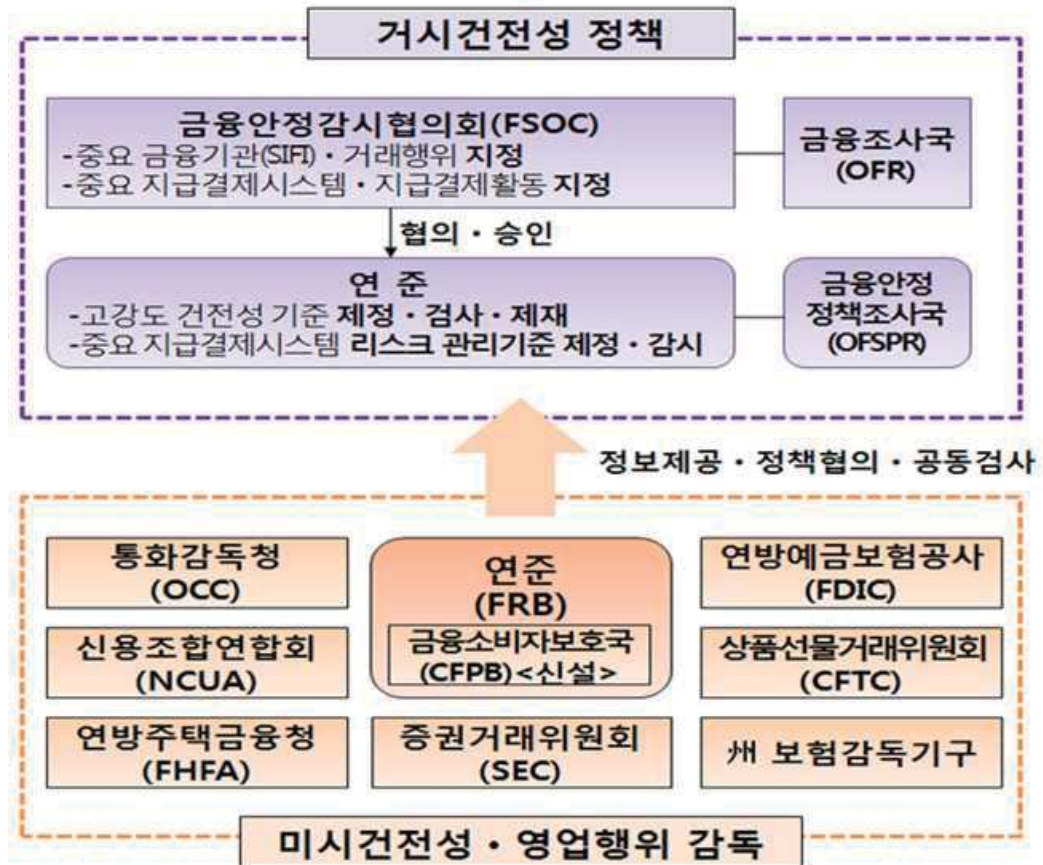 거시건전성 정책
금융안정감시협의회(FSOC)
-중요 금융기관(SIFI)・거래행위 지정
-중요 지급결제시스템・지급결제활동 지정
금융조사국
(OFR)
협의・승인
연 준
-고강도 건전성 기준 제정・검사・제재
-중요 지급결제시스템 리스크 관리기준 제정・감시
금융안정
정책조사국
(OFSPR)
정보제공・정책협의・공동검사
통화감독청
(OCC)
연준
(FRB)
금융소비자보호국
(CFPB)<신설>
연방예금보험공사
(FDIC)
신용조합연합회
(NCUA)
상품선물거래위원회
(CFTC)
연방주택금융청
(FHFA)
증권거래위원회
(SEC)
州 보험감독기구
미시건전성・영업행위 감독